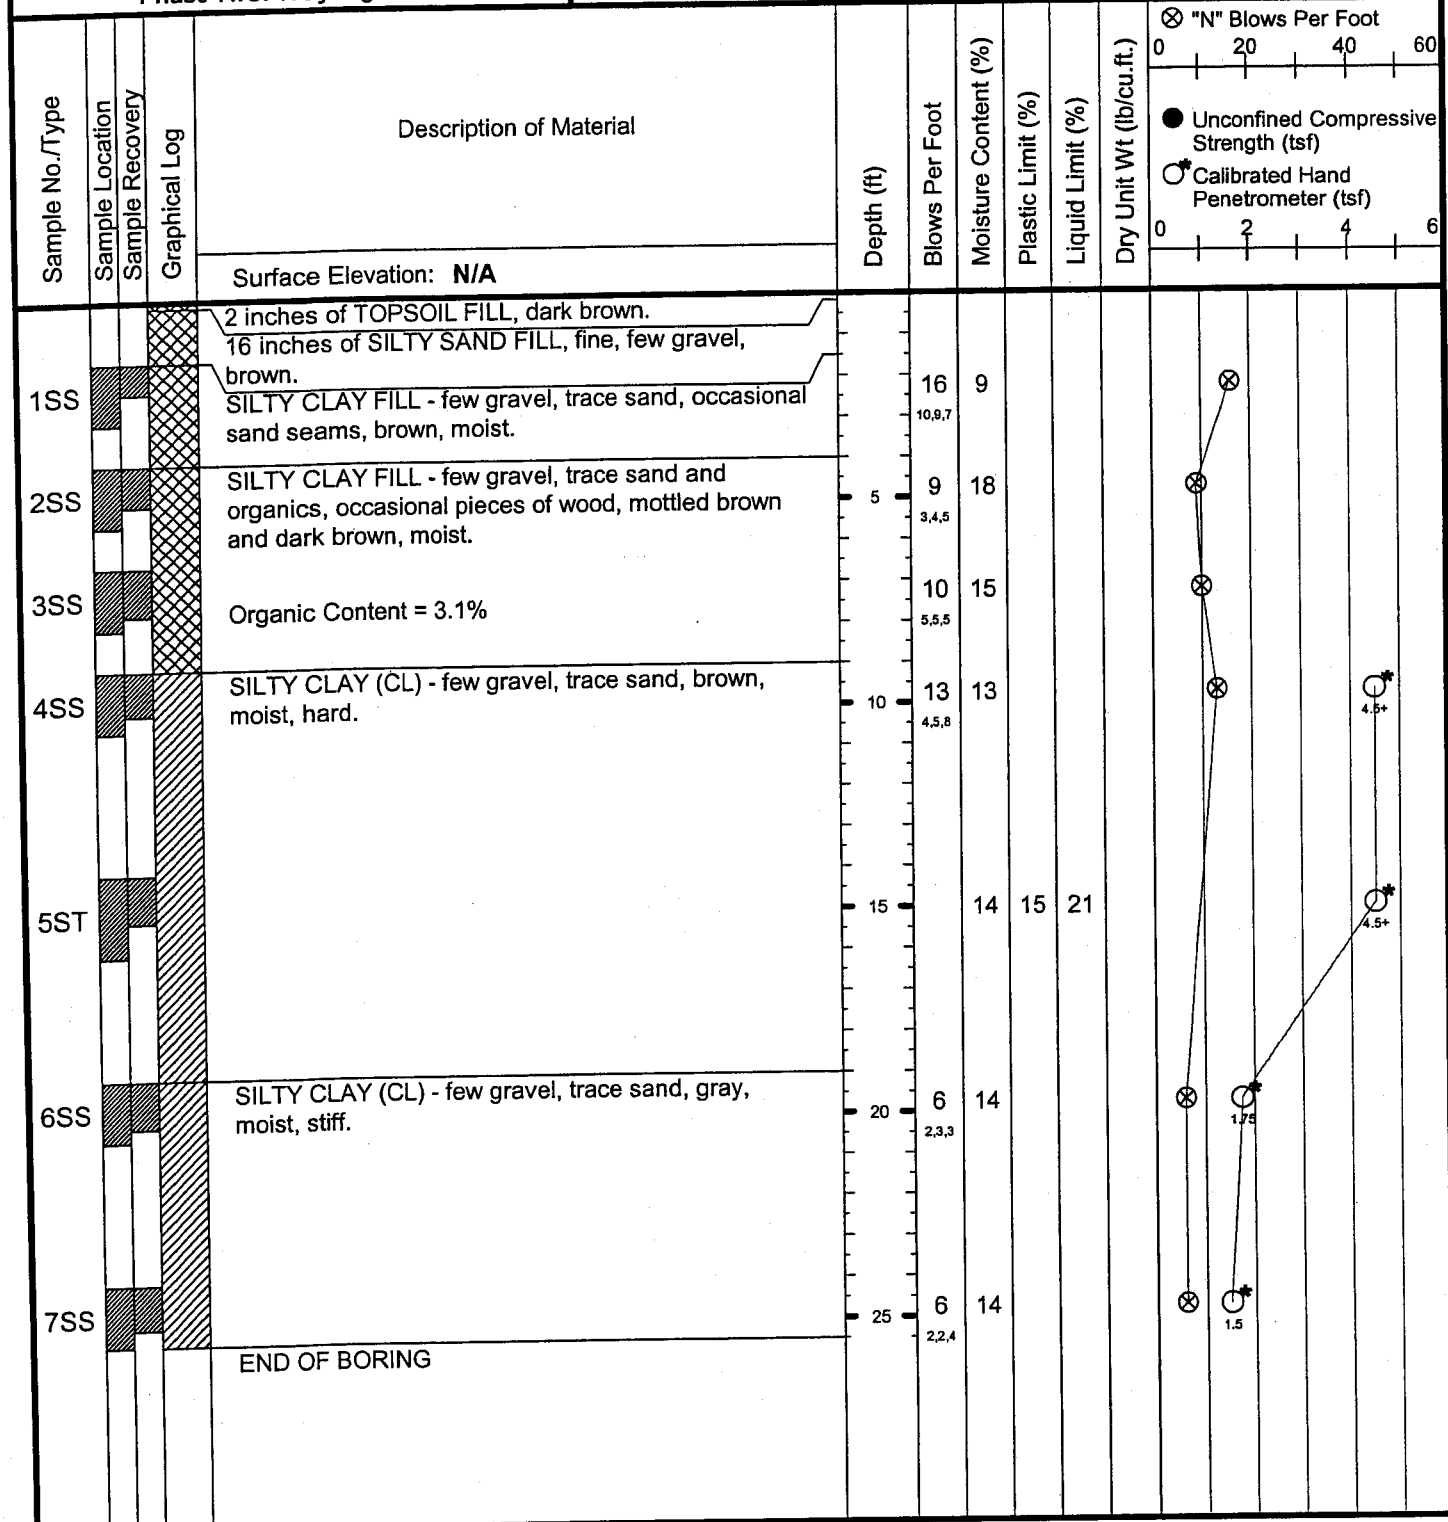 "N" Blows Per Foot
0 20 40 60
Unconfined Compressive
Strength (tsf)
* Calibrated Hand
Penetrometer (tsf)
0 2 4 6
Sample No./Type
Sample Location
Sample Recovery
Graphical Log
Description of Material
Surface Elevation: N/A
Depth (ft)
Blows Per Foot
Moisture Content (%)
Plastic Limit (%)
Liquid Limit (%)
Dry Unit Wt (lb/cu.ft.)
2 inches of TOPSOIL FILL, dark brown.
16 inches of SILTY SAND FILL, fine, few gravel,
brown.
1SS
SILTY CLAY FILL - few gravel, trace sand, occasional
sand seams, brown, moist.
16 9
10,9,7
2SS
SILTY CLAY FILL - few gravel, trace sand and
organics, occasional pieces of wood, mottled brown
and dark brown, moist.
5 9 18
3,4,5
3SS
Organic Content = 3.1%
10 15
5,5,5
4SS
SILTY CLAY (CL) - few gravel, trace sand, brown,
moist, hard.
10 13 13
4,5,8
*
4.5+
5ST
15 14 15 21
*
4.5+
6SS
SILTY CLAY (CL) - few gravel, trace sand, gray,
moist, stiff.
20 6 14
2,3,3
*
1.75
7SS
25 6 14
2,2,4
*
1.5
END OF BORING